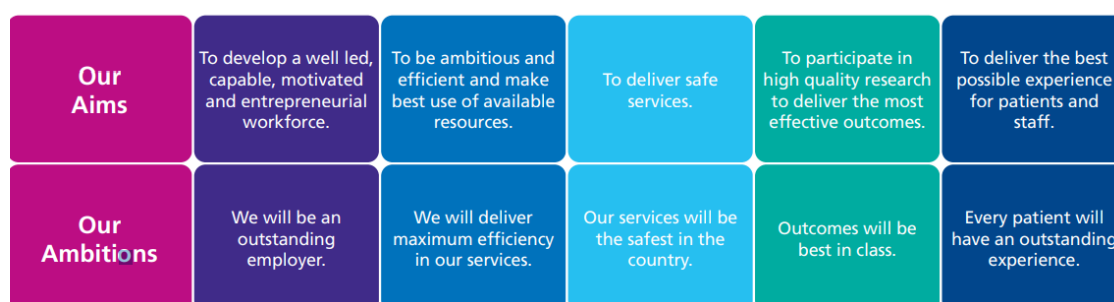 Our
Aims
To develop a well led,
capable, motivated
and entrepreneurial
workforce.
To be ambitious and
efficient and make
best use of available
resources.
To deliver safe
services.
To participate in
high quality research
to deliver the most
effective outcomes.
To deliver the best
possible experience
for patients and
staff.
Our
Ambitions
We will be an
outstanding
employer.
We will deliver
maximum efficiency
in our services.
Our services will be
the safest in the
country.
Outcomes will be
best in class.
Every patient will
have an outstanding
experience.